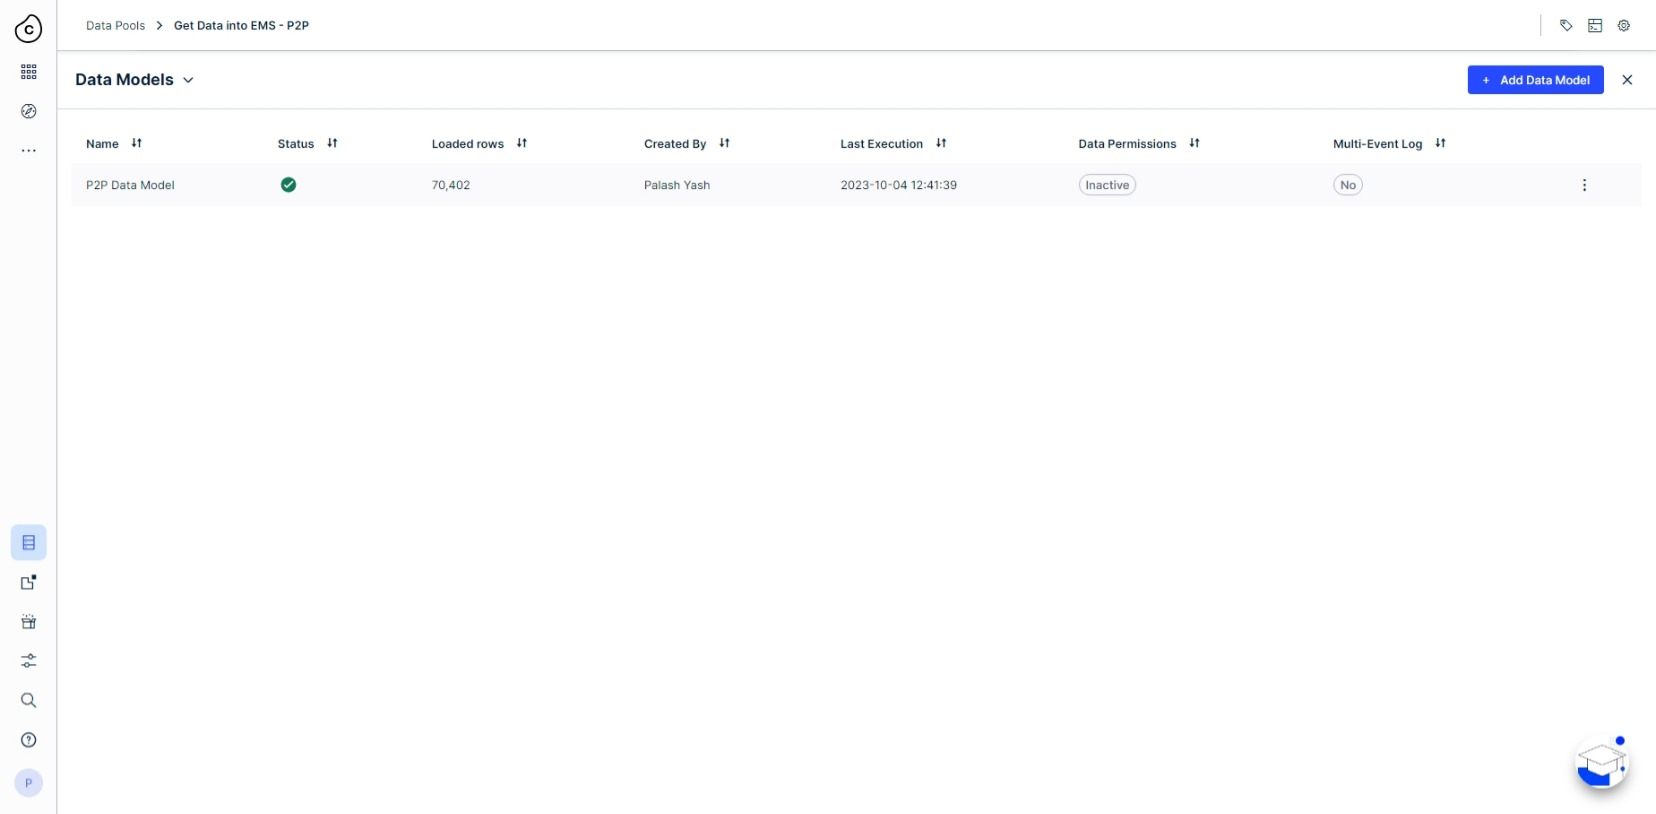 C
Data Pools > Get Data into EMS - P2P
Data Models
+ Add Data Model
Name Status Loaded rows Created By Last Execution Data Permissions Multi-Event Log
P2P Data Model 70,402 Palash Yash 2023-10-04 12:41:39 Inactive No
P